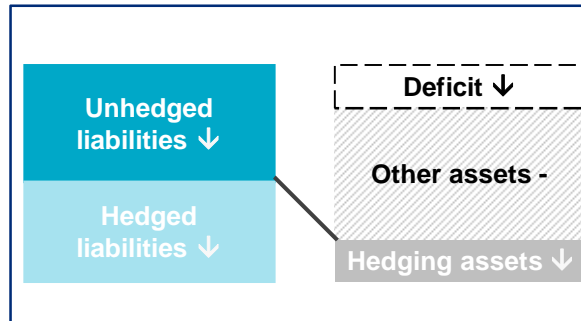 Unhedged
liabilities ↓
Hedged
liabilities ↓
Deficit ↓
Other assets -
Hedging assets ↓